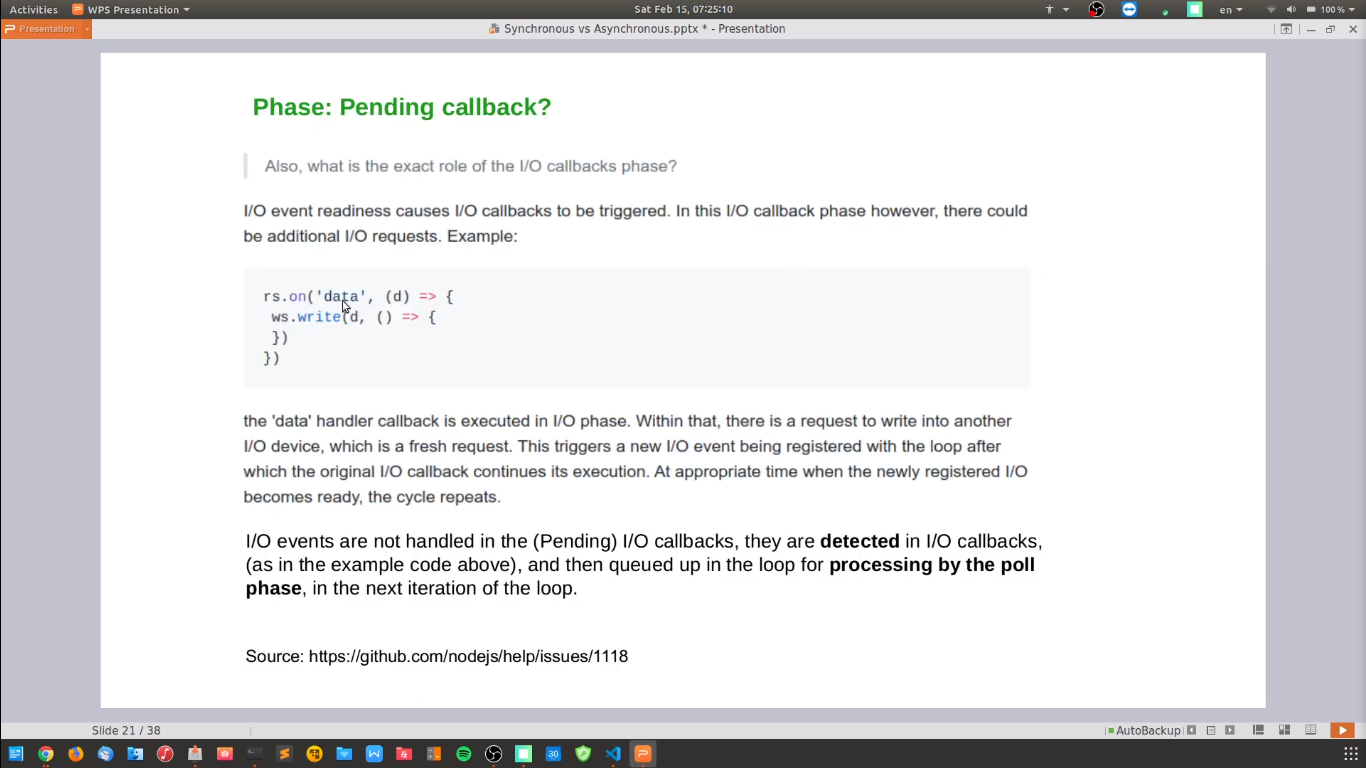 Activities WPS Presentation Sat Feb 15, 07:25:10 en 100%
Presentation Synchronous vs Asynchronous.pptx * - Presentation
Phase: Pending callback?
Also, what is the exact role of the I/O callbacks phase?
I/O event readiness causes I/O callbacks to be triggered. In this I/O callback phase however, there could
be additional I/O requests. Example:
rs.on('data', (d) => {
ws.write(d, () => {
})
})
the 'data' handler callback is executed in I/O phase. Within that, there is a request to write into another
I/O device, which is a fresh request. This triggers a new I/O event being registered with the loop after
which the original I/O callback continues its execution. At appropriate time when the newly registered I/O
becomes ready, the cycle repeats.
I/O events are not handled in the (Pending) I/O callbacks, they are detected in I/O callbacks,
(as in the example code above), and then queued up in the loop for processing by the poll
phase, in the next iteration of the loop.
Source: https://github.com/nodejs/help/issues/1118
Slide 21 / 38 AutoBackup
30